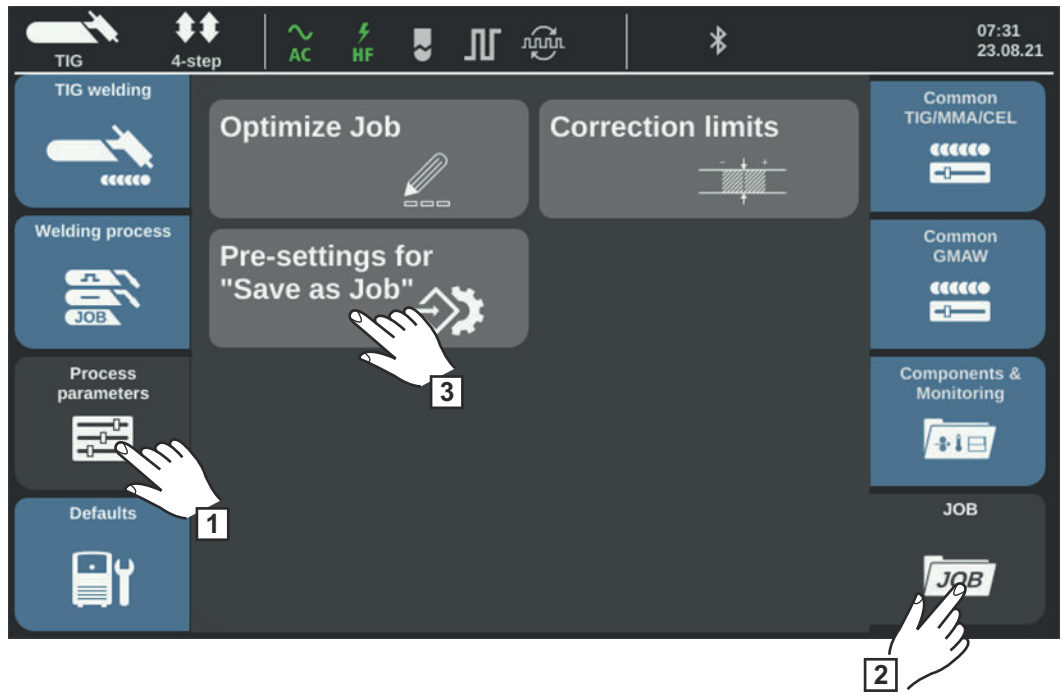 TIG
4-step
AC
HF
07:31
23.08.21
TIG welding
Welding process
JOB
Process
parameters
1
Defaults
Optimize Job
Correction limits
- +
Pre-settings for
"Save as Job"
3
Common
TIG/MMA/CEL
Common
GMAW
Components &
Monitoring
JOB
JOB
2